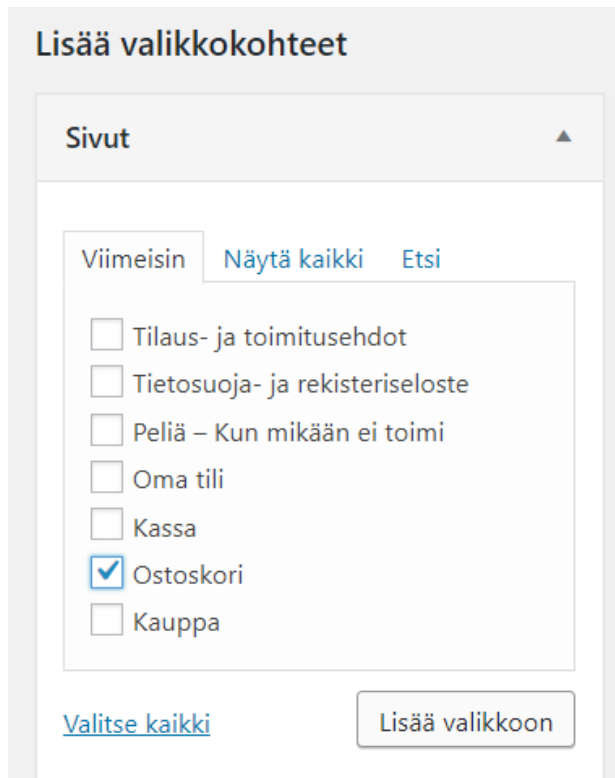 Lisää valikkokohteet
Sivut
Viimeisin Näytä kaikki Etsi
Tilaus- ja toimitusehdot
Tietosuoja- ja rekisteriseloste
Peliä – Kun mikään ei toimi
Oma tili
Kassa
Ostoskori
Kauppa
Valitse kaikki Lisää valikkoon